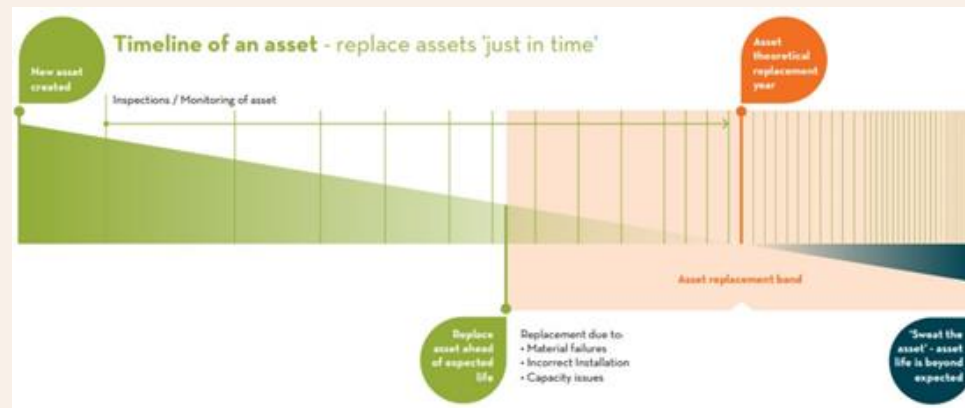 Timeline of an asset - replace assets 'just in time'
New asset
created
Inspections / Monitoring of asset
Asset
theoretical
replacement
year
Asset replacement band
Replace
asset ahead
of expected
life
Replacement due to:
• Material failures
• Incorrect Installation
• Capacity issues
'Sweat the
asset' - asset
life is beyond
expected